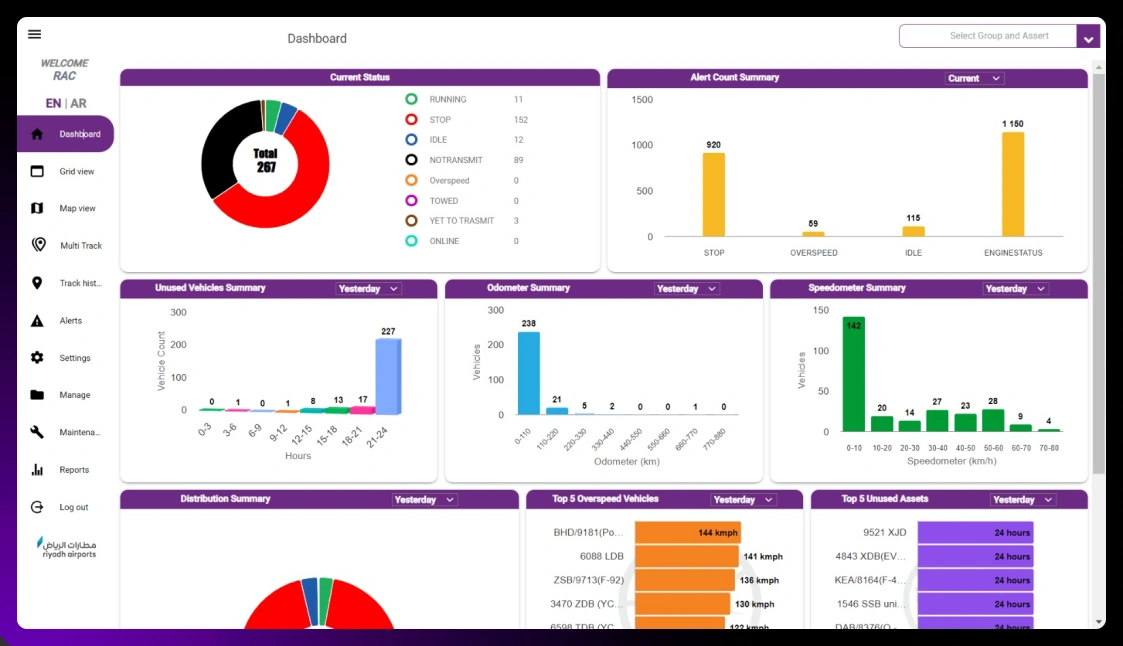 Dashboard
Select Group and Assert
WELCOME
RAC
EN | AR
Dashboard
Grid view
Map view
Multi Track
Track hist...
Alerts
Settings
Manage
Maintena...
Reports
Log out
مطارات الرياض
riyadh airports
Current Status
Total
267
RUNNING 11
STOP 152
IDLE 12
NOTRANSMIT 89
Overspeed 0
TOWED 0
YET TO TRASMIT 3
ONLINE 0
Alert Count Summary Current
1500
1000
500
0
920
59
115
1 150
STOP OVERSPEED IDLE ENGINESTATUS
Unused Vehicles Summary Yesterday
Vehicle Count
300
200
100
0
0 1 0 1 8 13 17 227
0-3 3-6 6-9 9-12 12-15 15-18 18-21 21-24
Hours
Odometer Summary Yesterday
Vehicles
300
200
100
0
238 21 5 2 0 0 1 0
0-110 110-220 220-330 330-440 440-550 550-660 660-770 770-880
Odometer (km)
Speedometer Summary Yesterday
Vehicles
150
100
50
0
142 20 14 27 23 28 9 4
0-10 10-20 20-30 30-40 40-50 50-60 60-70 70-80
Speedometer (km/h)
Distribution Summary Yesterday
Top 5 Overspeed Vehicles Yesterday
BHD/9181(Po... 144 kmph
6088 LDB 141 kmph
ZSB/9713(F-92) 136 kmph
3470 ZDB (YC... 130 kmph
6598 TDB (YC... 122 kmph
Top 5 Unused Assets Yesterday
9521 XJD 24 hours
4843 XDB(EV... 24 hours
KEA/8164(F-4... 24 hours
1546 SSB uni... 24 hours
DAB/8376(O -... 24 hours